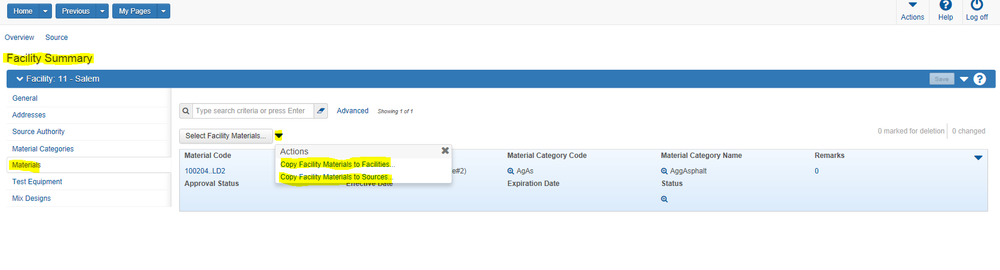 Home Previous My Pages Actions Help Log off
Overview Source
Facility Summary
Facility: 11 - Salem Save ?
General
Addresses
Source Authority
Material Categories
Materials
Test Equipment
Mix Designs
Type search criteria or press Enter Advanced Showing 1 of 1
Select Facility Materials... 0 marked for deletion 0 changed
Actions
Copy Facility Materials to Facilities...
Copy Facility Materials to Sources...
Material Code Material Category Code Material Category Name Remarks
100204..LD2 e#2) AgAs AggAsphalt 0
Approval Status Effective Date Expiration Date Status